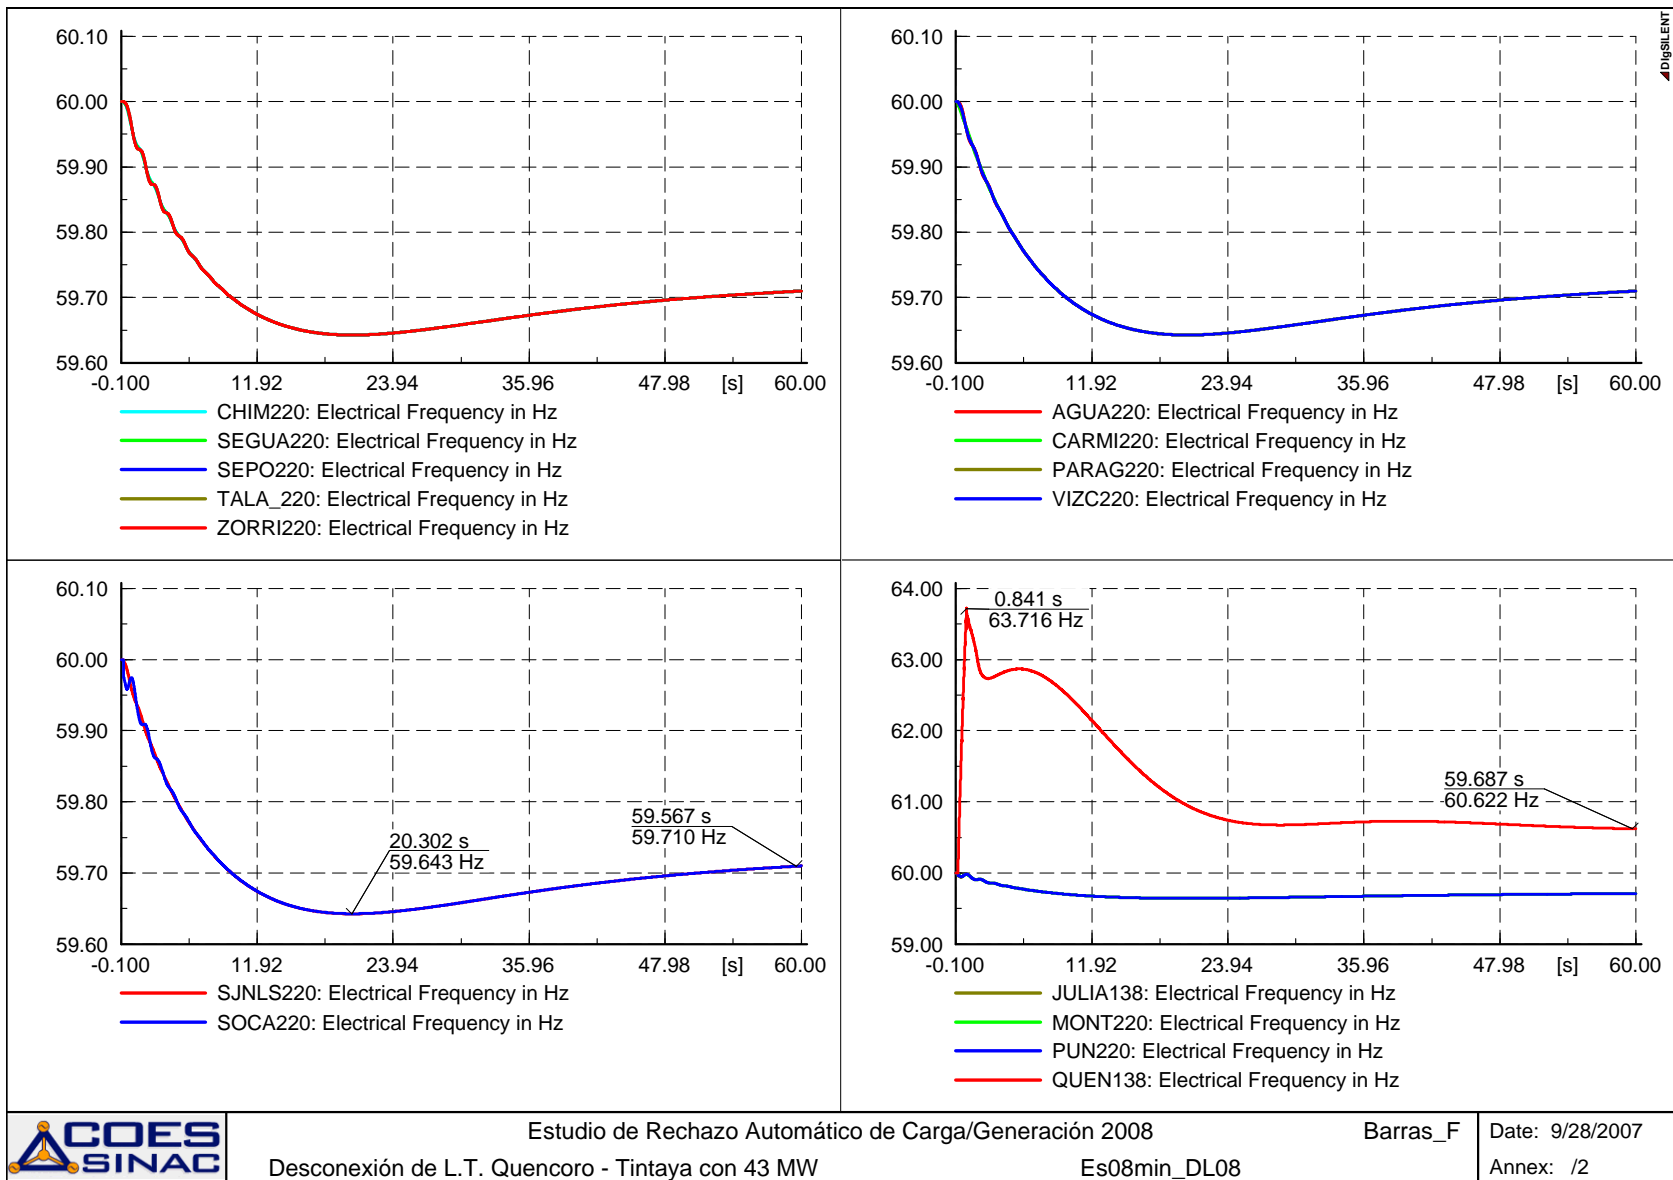 60.10
60.00
59.90
59.80
59.70
59.60
-0.100 11.92 23.94 35.96 47.98 [s] 60.00
CHIM220: Electrical Frequency in Hz
SEGUA220: Electrical Frequency in Hz
SEPO220: Electrical Frequency in Hz
TALA_220: Electrical Frequency in Hz
ZORRI220: Electrical Frequency in Hz
60.10
60.00
59.90
59.80
59.70
59.60
-0.100 11.92 23.94 35.96 47.98 [s] 60.00
AGUA220: Electrical Frequency in Hz
CARMI220: Electrical Frequency in Hz
PARAG220: Electrical Frequency in Hz
VIZC220: Electrical Frequency in Hz
DIgSILENT
60.10
60.00
59.90
59.80
59.70
59.60
20.302 s
59.643 Hz
59.567 s
59.710 Hz
-0.100 11.92 23.94 35.96 47.98 [s] 60.00
SJNLS220: Electrical Frequency in Hz
SOCA220: Electrical Frequency in Hz
64.00
63.00
62.00
61.00
60.00
59.00
0.841 s
63.716 Hz
59.687 s
60.622 Hz
-0.100 11.92 23.94 35.96 47.98 [s] 60.00
JULIA138: Electrical Frequency in Hz
MONT220: Electrical Frequency in Hz
PUN220: Electrical Frequency in Hz
QUEN138: Electrical Frequency in Hz
COES
SINAC
Estudio de Rechazo Automático de Carga/Generación 2008 Barras_F
Desconexión de L.T. Quencoro - Tintaya con 43 MW Es08min_DL08
Date: 9/28/2007
Annex: /2